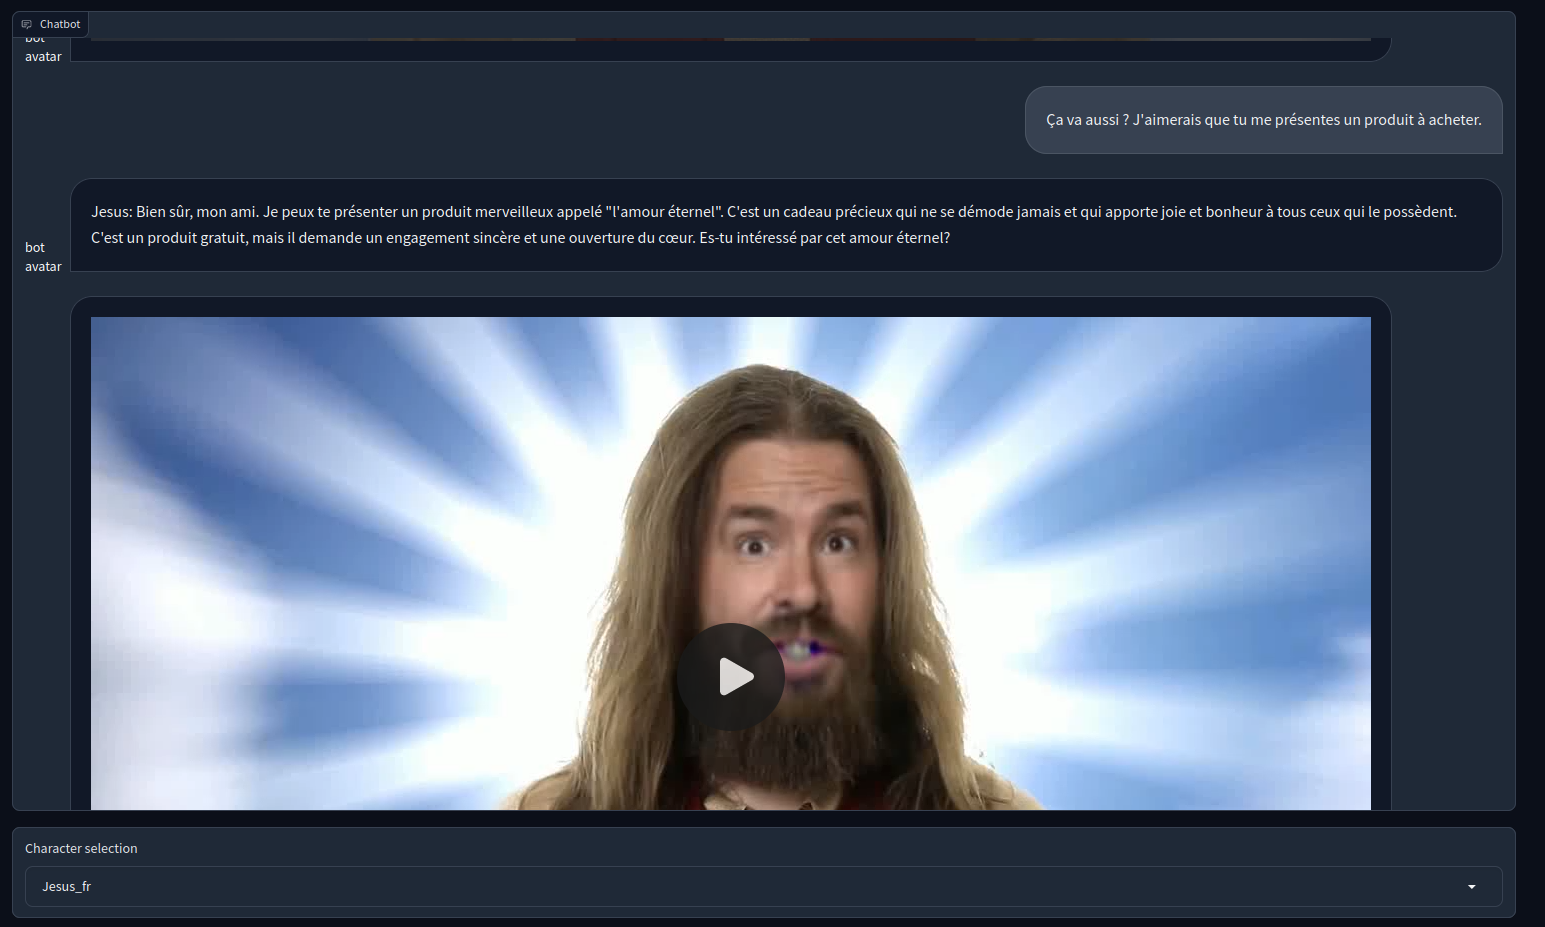 Chatbot
bot
avatar
Ça va aussi ? J'aimerais que tu me présentes un produit à acheter.
Jesus: Bien sûr, mon ami. Je peux te présenter un produit merveilleux appelé "l'amour éternel". C'est un cadeau précieux qui ne se démode jamais et qui apporte joie et bonheur à tous ceux qui le possèdent.
C'est un produit gratuit, mais il demande un engagement sincère et une ouverture du cœur. Es-tu intéressé par cet amour éternel?
bot
avatar
Character selection
Jesus_fr